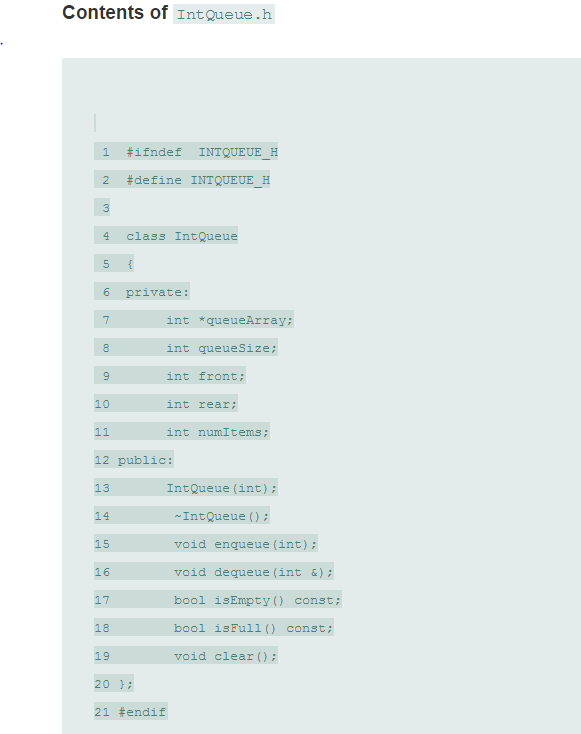 Contents of IntQueue.h
.
1 #ifndef INTQUEUE_H
2 #define INTQUEUE_H
3
4 class IntQueue
5 {
6 private:
7 int *queueArray;
8 int queueSize;
9 int front;
10 int rear;
11 int numItems;
12 public:
13 IntQueue(int);
14 ~IntQueue();
15 void enqueue(int);
16 void dequeue(int &);
17 bool isEmpty() const;
18 bool isFull() const;
19 void clear();
20 };
21 #endif